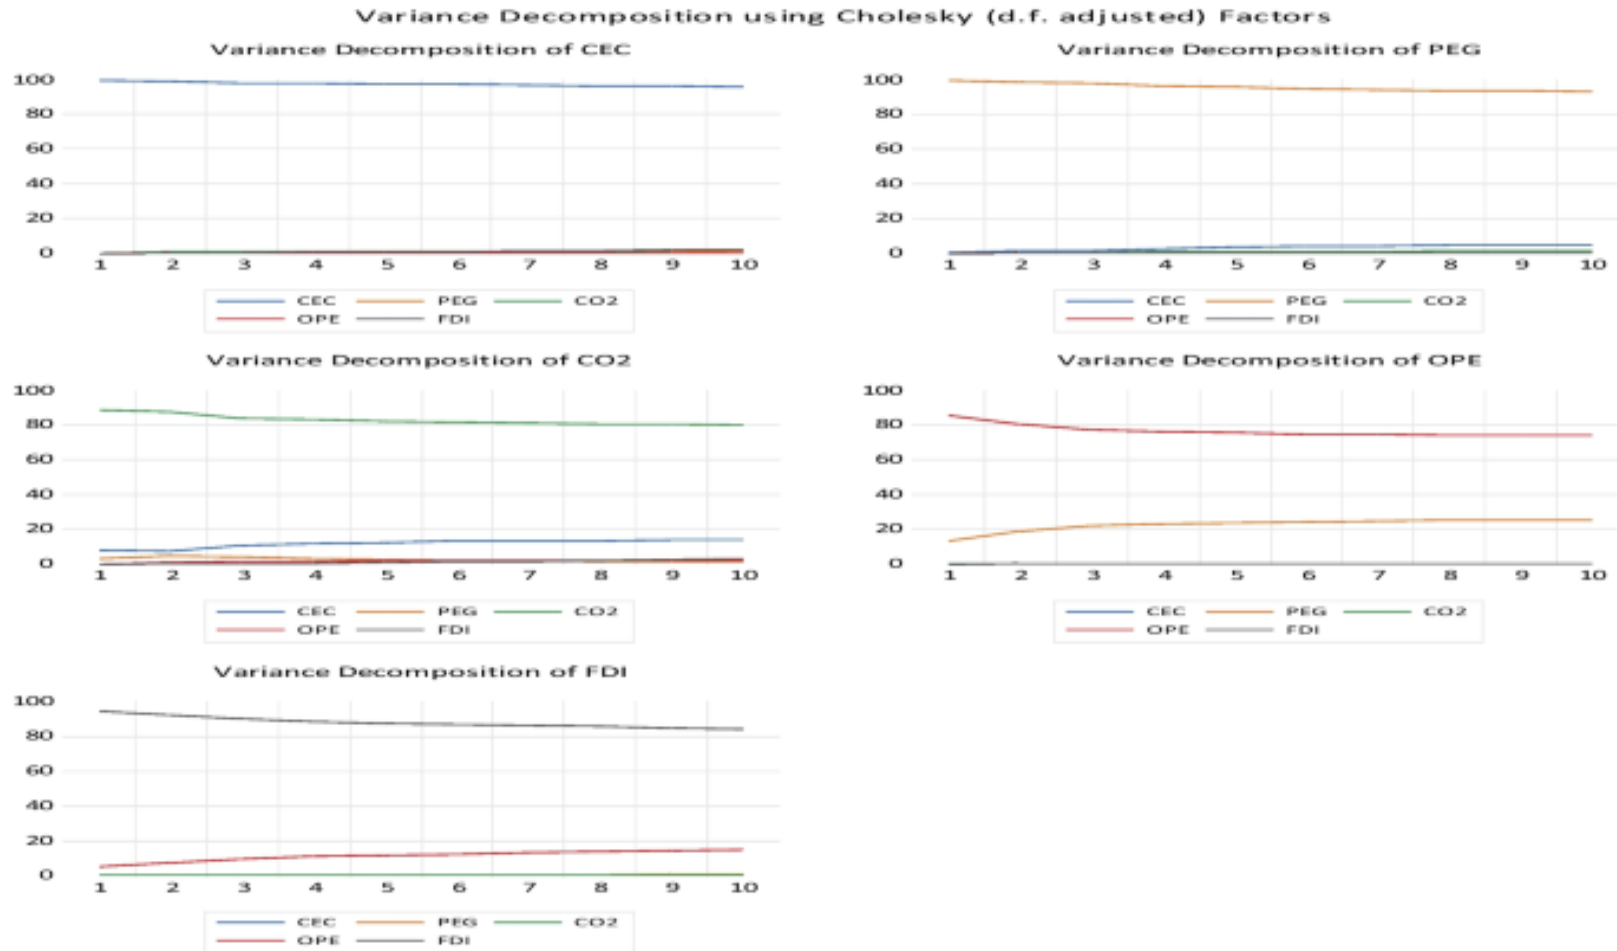 Variance Decomposition using Cholesky (d.f. adjusted) Factors
Variance Decomposition of CEC
100
80
60
40
20
0
1 2 3 4 5 6 7 8 9 10
CEC PEG CO2
OPE FDI
Variance Decomposition of PEG
100
80
60
40
20
0
1 2 3 4 5 6 7 8 9 10
CEC PEG CO2
OPE FDI
Variance Decomposition of CO2
100
80
60
40
20
0
1 2 3 4 5 6 7 8 9 10
CEC PEG CO2
OPE FDI
Variance Decomposition of OPE
100
80
60
40
20
0
1 2 3 4 5 6 7 8 9 10
CEC PEG CO2
OPE FDI
Variance Decomposition of FDI
100
80
60
40
20
0
1 2 3 4 5 6 7 8 9 10
CEC PEG CO2
OPE FDI